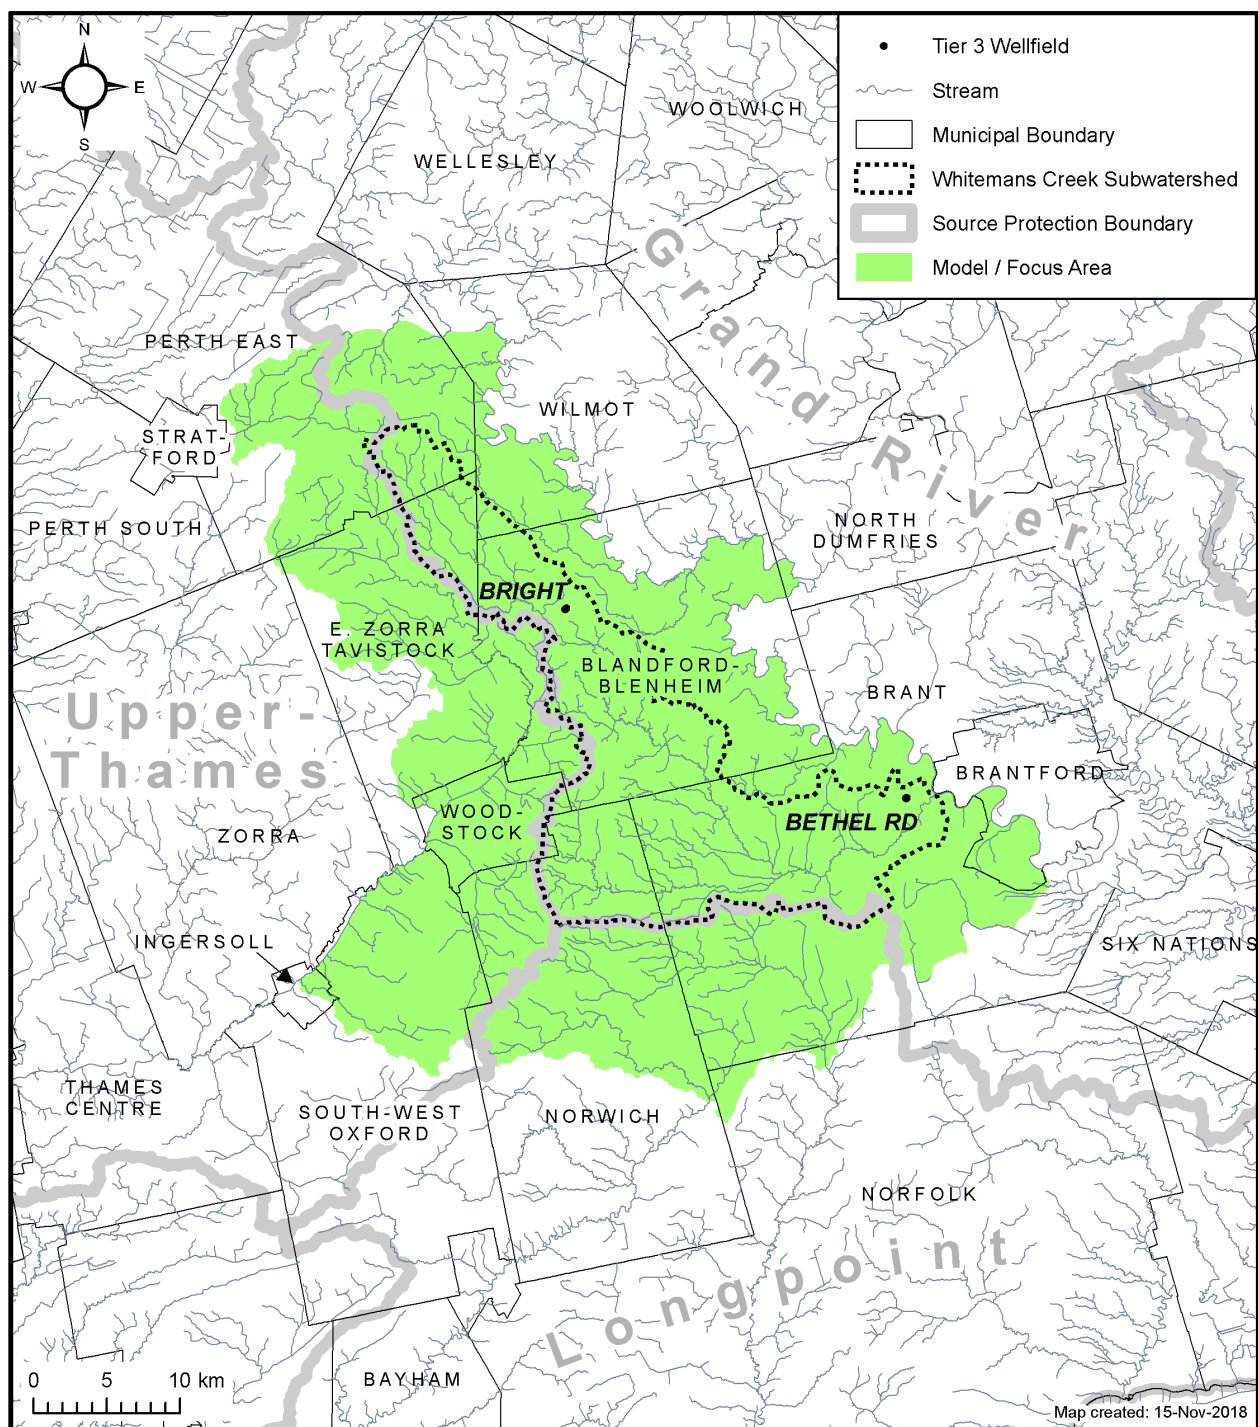 N
W
E
S
Tier 3 Wellfield
Stream
Municipal Boundary
Whitemans Creek Subwatershed
Source Protection Boundary
Model / Focus Area
WOOLWICH
WELLESLEY
Grand River
PERTH EAST
WILMOT
STRAT-
FORD
PERTH SOUTH
NORTH
DUMFRIES
BRIGHT
E. ZORRA
TAVISTOCK
BLANDFORD-
BLENHEIM
BRANT
Upper-
Thames
BRANTFORD
WOOD-
STOCK
BETHEL RD
ZORRA
INGERSOLL
SIX NATIONS
THAMES
CENTRE
SOUTH-WEST
OXFORD
NORWICH
NORFOLK
Longpoint
BAYHAM
0 5 10 km
Map created: 15-Nov-2018